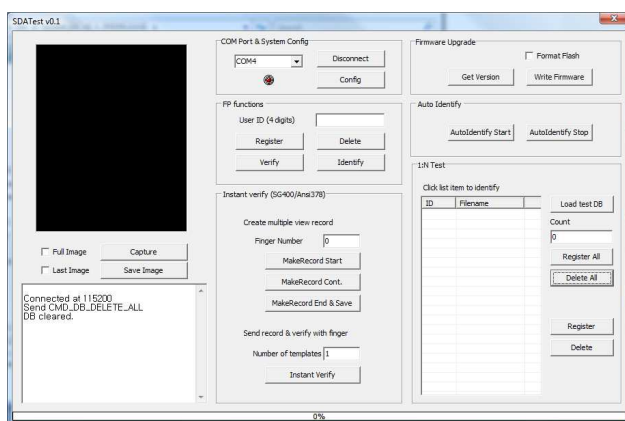 SDATest v0.1
COM Port & System Config
COM4
Disconnect
Config
Firmware Upgrade
Format Flash
Get Version
Write Firmware
FP functions
User ID (4 digits)
Register
Delete
Verify
Identify
Auto Identify
AutoIdentify Start
AutoIdentify Stop
Full Image
Capture
Last Image
Save Image
Connected at 115200
Send CMD_DB_DELETE_ALL
DB cleared.
Instant verify (SG400/Ansi378)
Create multiple view record
Finger Number 0
MakeRecord Start
MakeRecord Cont.
MakeRecord End & Save
Send record & verify with finger
Number of templates 1
Instant Verify
1:N Test
Click list item to identify
ID Filename
Load test DB
Count
0
Register All
Delete All
Register
Delete
0%